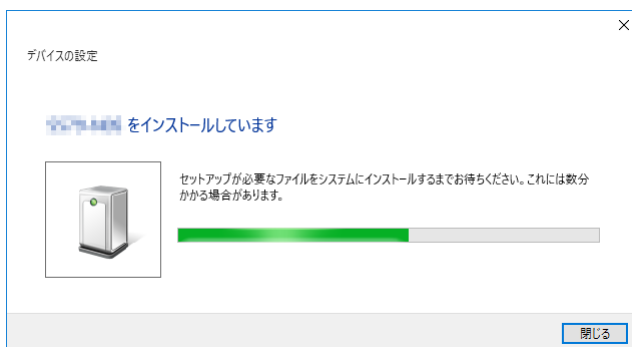 デバイスの設定
をインストールしています
セットアップが必要なファイルをシステムにインストールするまでお待ちください。これには数分
かかる場合があります。
閉じる